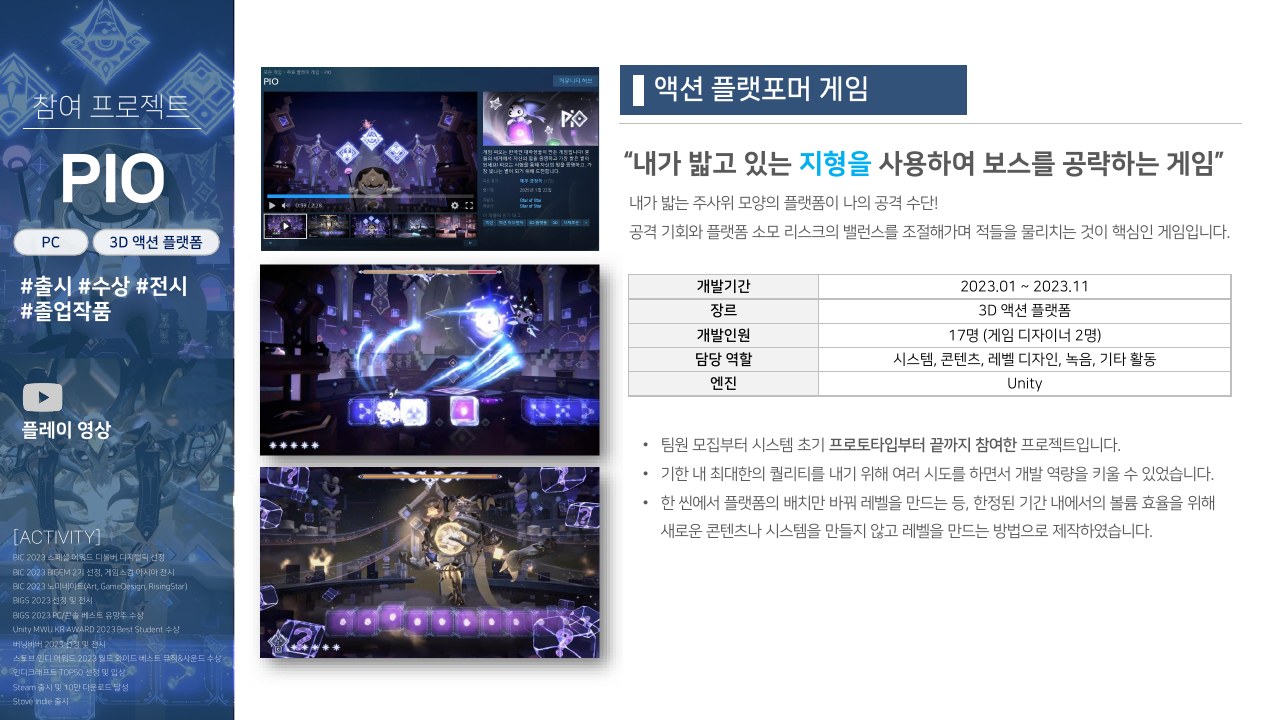 참여 프로젝트
PIO
PC
3D 액션 플랫폼
#출시 #수상 #전시
#졸업작품
플레이 영상
[ACTIVITY]
BIC 2023 스페셜 어워드 디볼버 디지털픽 선정
BIC 2023 BIGEM 2기 선정, 게임스컴 아시아 전시
BIC 2023 노미네이트(Art, GameDesign, RisingStar)
BIGS 2023 선정 및 전시
BIGS 2023 PC/콘솔 베스트 유망주 수상
Unity MWU KR AWARD 2023 Best Student 수상
버닝비버 2023 선정 및 전시
스토브 인디 어워드 2023 월드 와이드 베스트 뮤직&사운드 수상
인디크래프트 TOP50 선정 및 입상
Steam 출시 및 10만 다운로드 달성
Stove Indie 출시
PIO
커뮤니티 허브
PIO
0:59 / 2:28
Star of Star
Star of Star
액션 플랫포머 게임
“내가 밟고 있는 지형을 사용하여 보스를 공략하는 게임”
내가 밟는 주사위 모양의 플랫폼이 나의 공격 수단!
공격 기회와 플랫폼 소모 리스크의 밸런스를 조절해가며 적들을 물리치는 것이 핵심인 게임입니다.
개발기간 2023.01 ~ 2023.11
장르 3D 액션 플랫폼
개발인원 17명 (게임 디자이너 2명)
담당 역할 시스템, 콘텐츠, 레벨 디자인, 녹음, 기타 활동
엔진 Unity
• 팀원 모집부터 시스템 초기 프로토타입부터 끝까지 참여한 프로젝트입니다.
• 기한 내 최대한의 퀄리티를 내기 위해 여러 시도를 하면서 개발 역량을 키울 수 있었습니다.
• 한 씬에서 플랫폼의 배치만 바꿔 레벨을 만드는 등, 한정된 기간 내에서의 볼륨 효율을 위해
새로운 콘텐츠나 시스템을 만들지 않고 레벨을 만드는 방법으로 제작하였습니다.